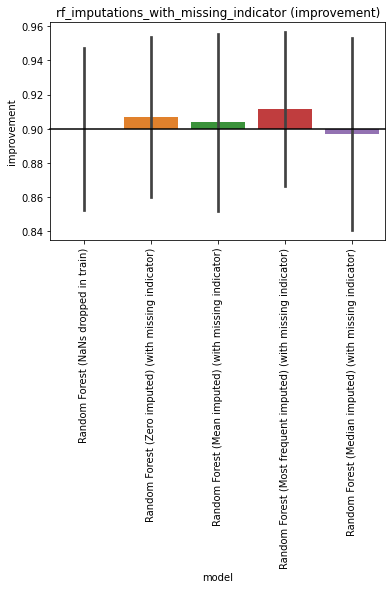 rf_imputations_with_missing_indicator (improvement)
improvement
0.96
0.94
0.92
0.90
0.88
0.86
0.84
Random Forest (NaNs dropped in train)
Random Forest (Zero imputed) (with missing indicator)
Random Forest (Mean imputed) (with missing indicator)
Random Forest (Most frequent imputed) (with missing indicator)
Random Forest (Median imputed) (with missing indicator)
model